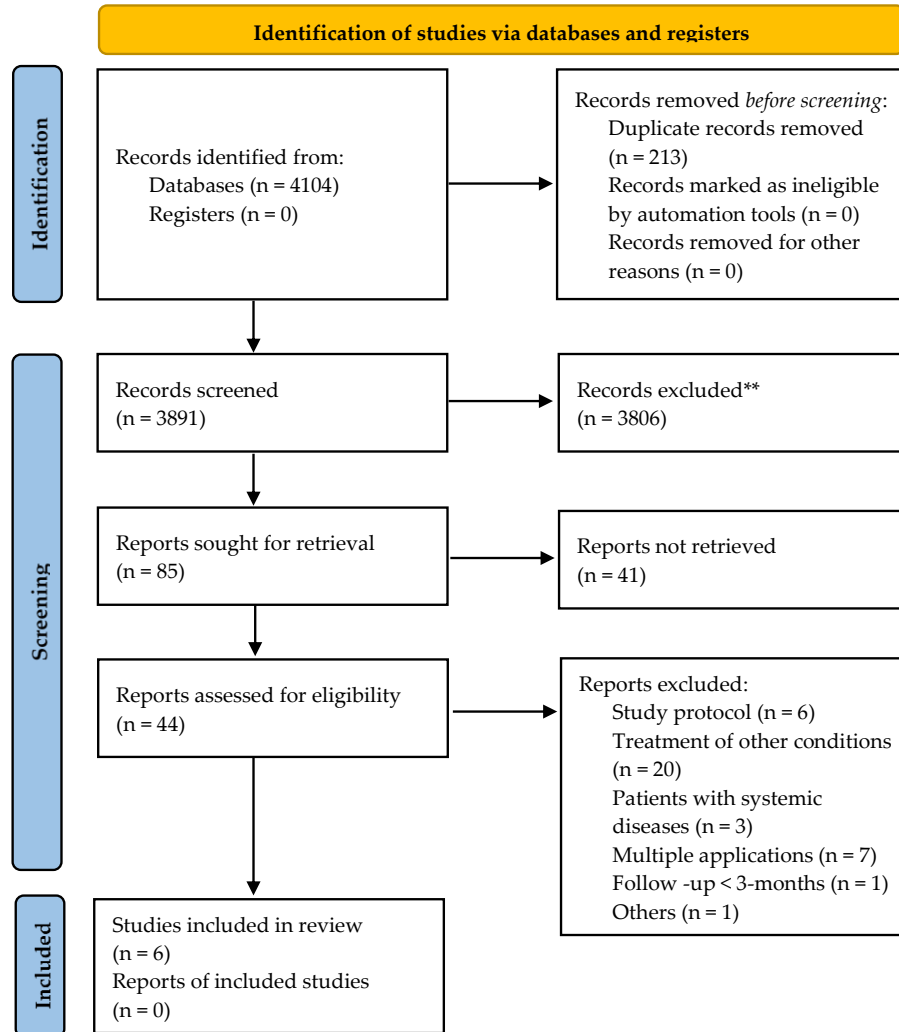 Identification of studies via databases and registers
Identification
Records identified from:
Databases (n = 4104)
Registers (n = 0)
Records removed before screening:
Duplicate records removed
(n = 213)
Records marked as ineligible
by automation tools (n = 0)
Records removed for other
reasons (n = 0)
Screening
Records screened
(n = 3891)
Records excluded**
(n = 3806)
Reports sought for retrieval
(n = 85)
Reports not retrieved
(n = 41)
Reports assessed for eligibility
(n = 44)
Reports excluded:
Study protocol (n = 6)
Treatment of other conditions
(n = 20)
Patients with systemic
diseases (n = 3)
Multiple applications (n = 7)
Follow -up < 3-months (n = 1)
Others (n = 1)
Included
Studies included in review
(n = 6)
Reports of included studies
(n = 0)